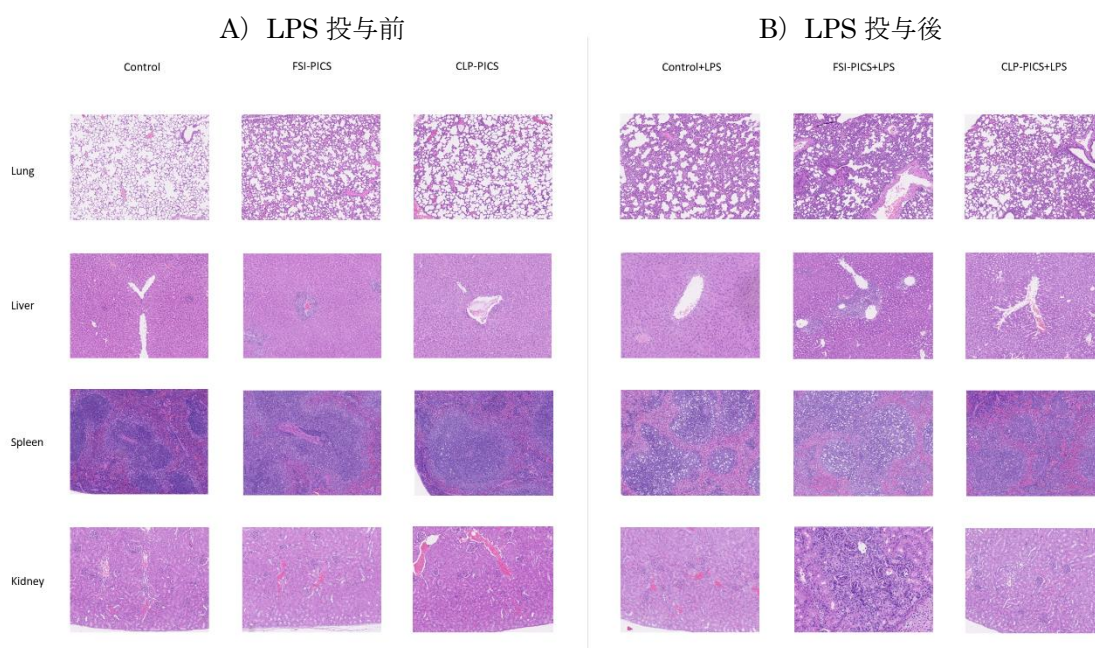 A) LPS 投与前
B) LPS 投与後
Control
FSI-PICS
CLP-PICS
Control+LPS
FSI-PICS+LPS
CLP-PICS+LPS
Lung
Liver
Spleen
Kidney